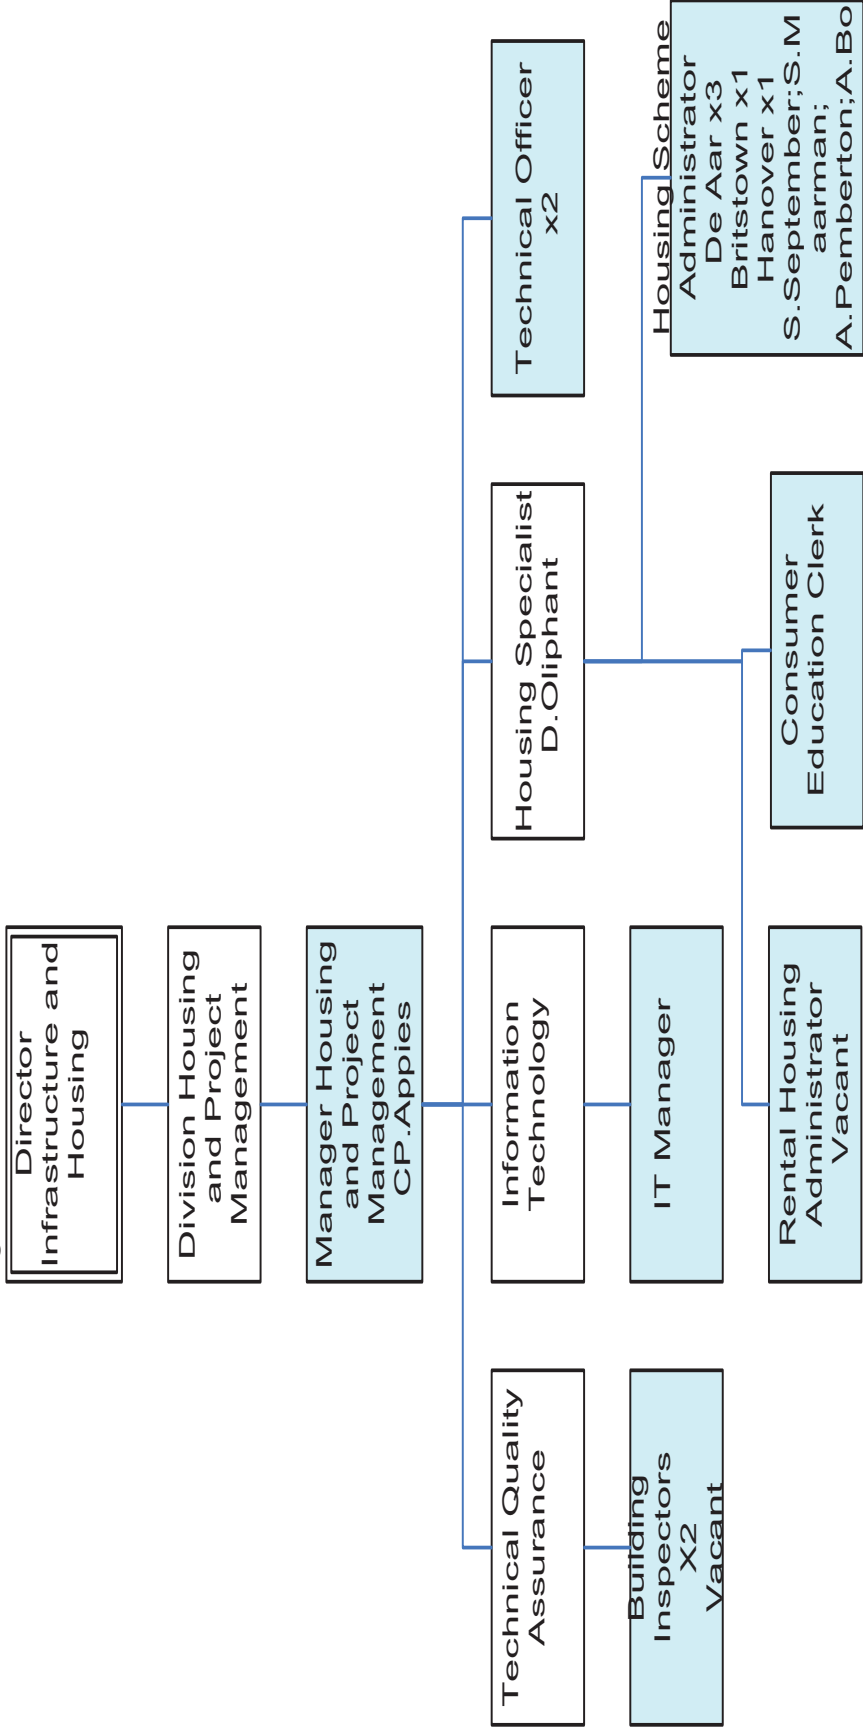 Director
Infrastructure and
Housing
Division Housing
and Project
Management
Manager Housing
and Project
Management
CP.Appies
Technical Quality
Assurance
Information
Technology
Housing Specialist
D.Oliphant
Technical Officer
x2
Building
Inspectors
X2
Vacant
IT Manager
Rental Housing
Administrator
Vacant
Consumer
Education Clerk
Housing Scheme
Administrator
De Aar x3
Britstown x1
Hanover x1
S.September;S.M
aarman;
A.Pemberton;A.Bo